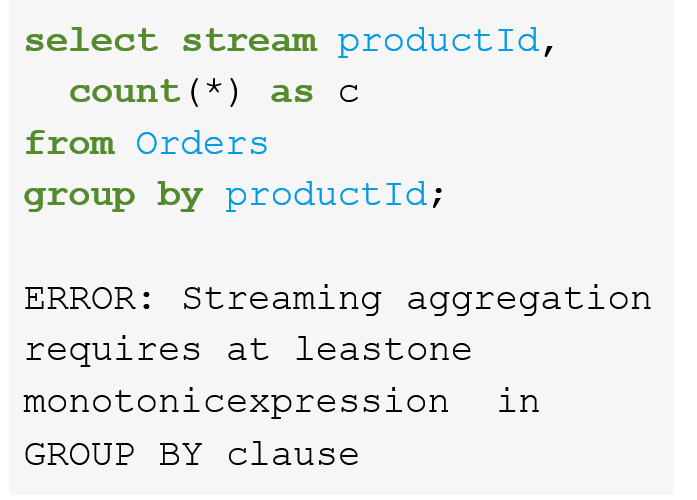 select stream productId,
count(*) as c
from Orders
group by productId;
ERROR: Streaming aggregation
requires at leastone
monotonicexpression in
GROUP BY clause